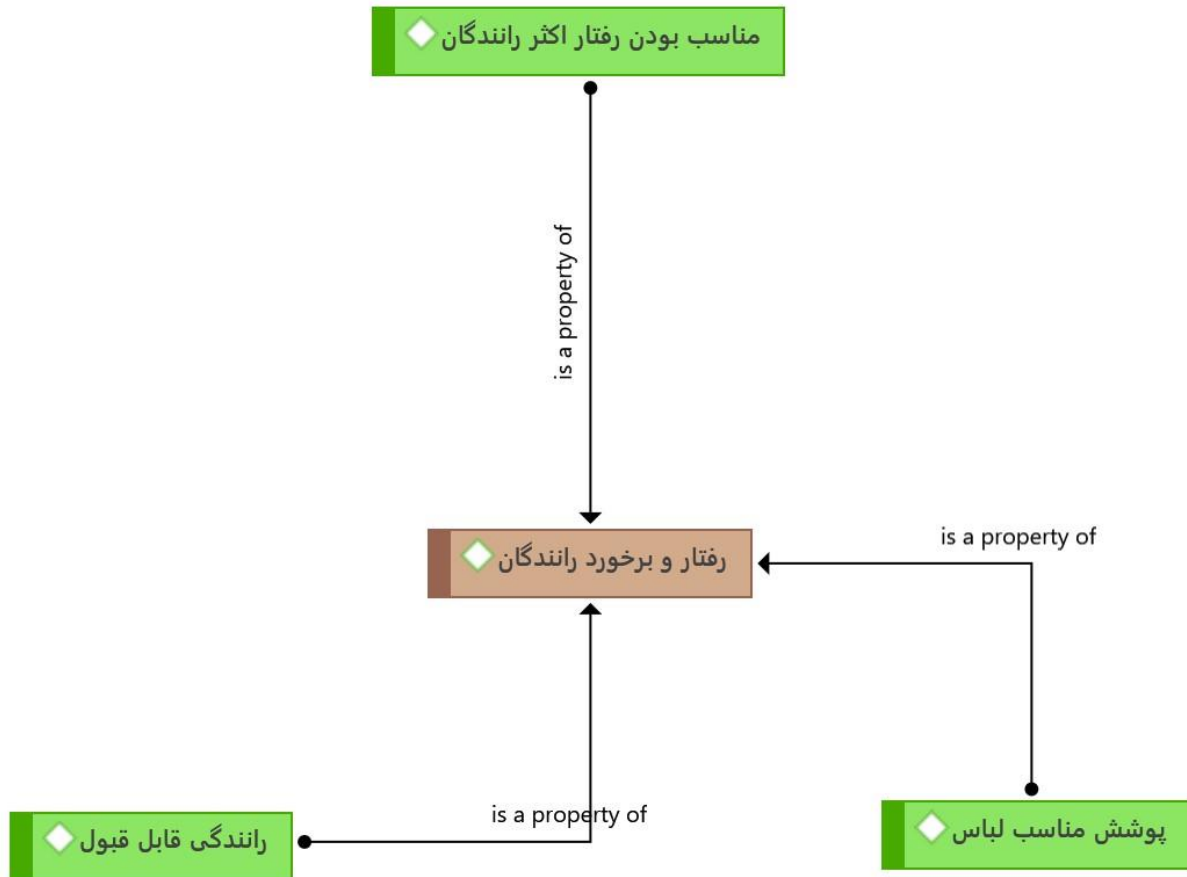 مناسب بودن رفتار اکثر رانندگان
is a property of
رفتار و برخورد رانندگان
is a property of
is a property of
رانندگی قابل قبول
پوشش مناسب لباس